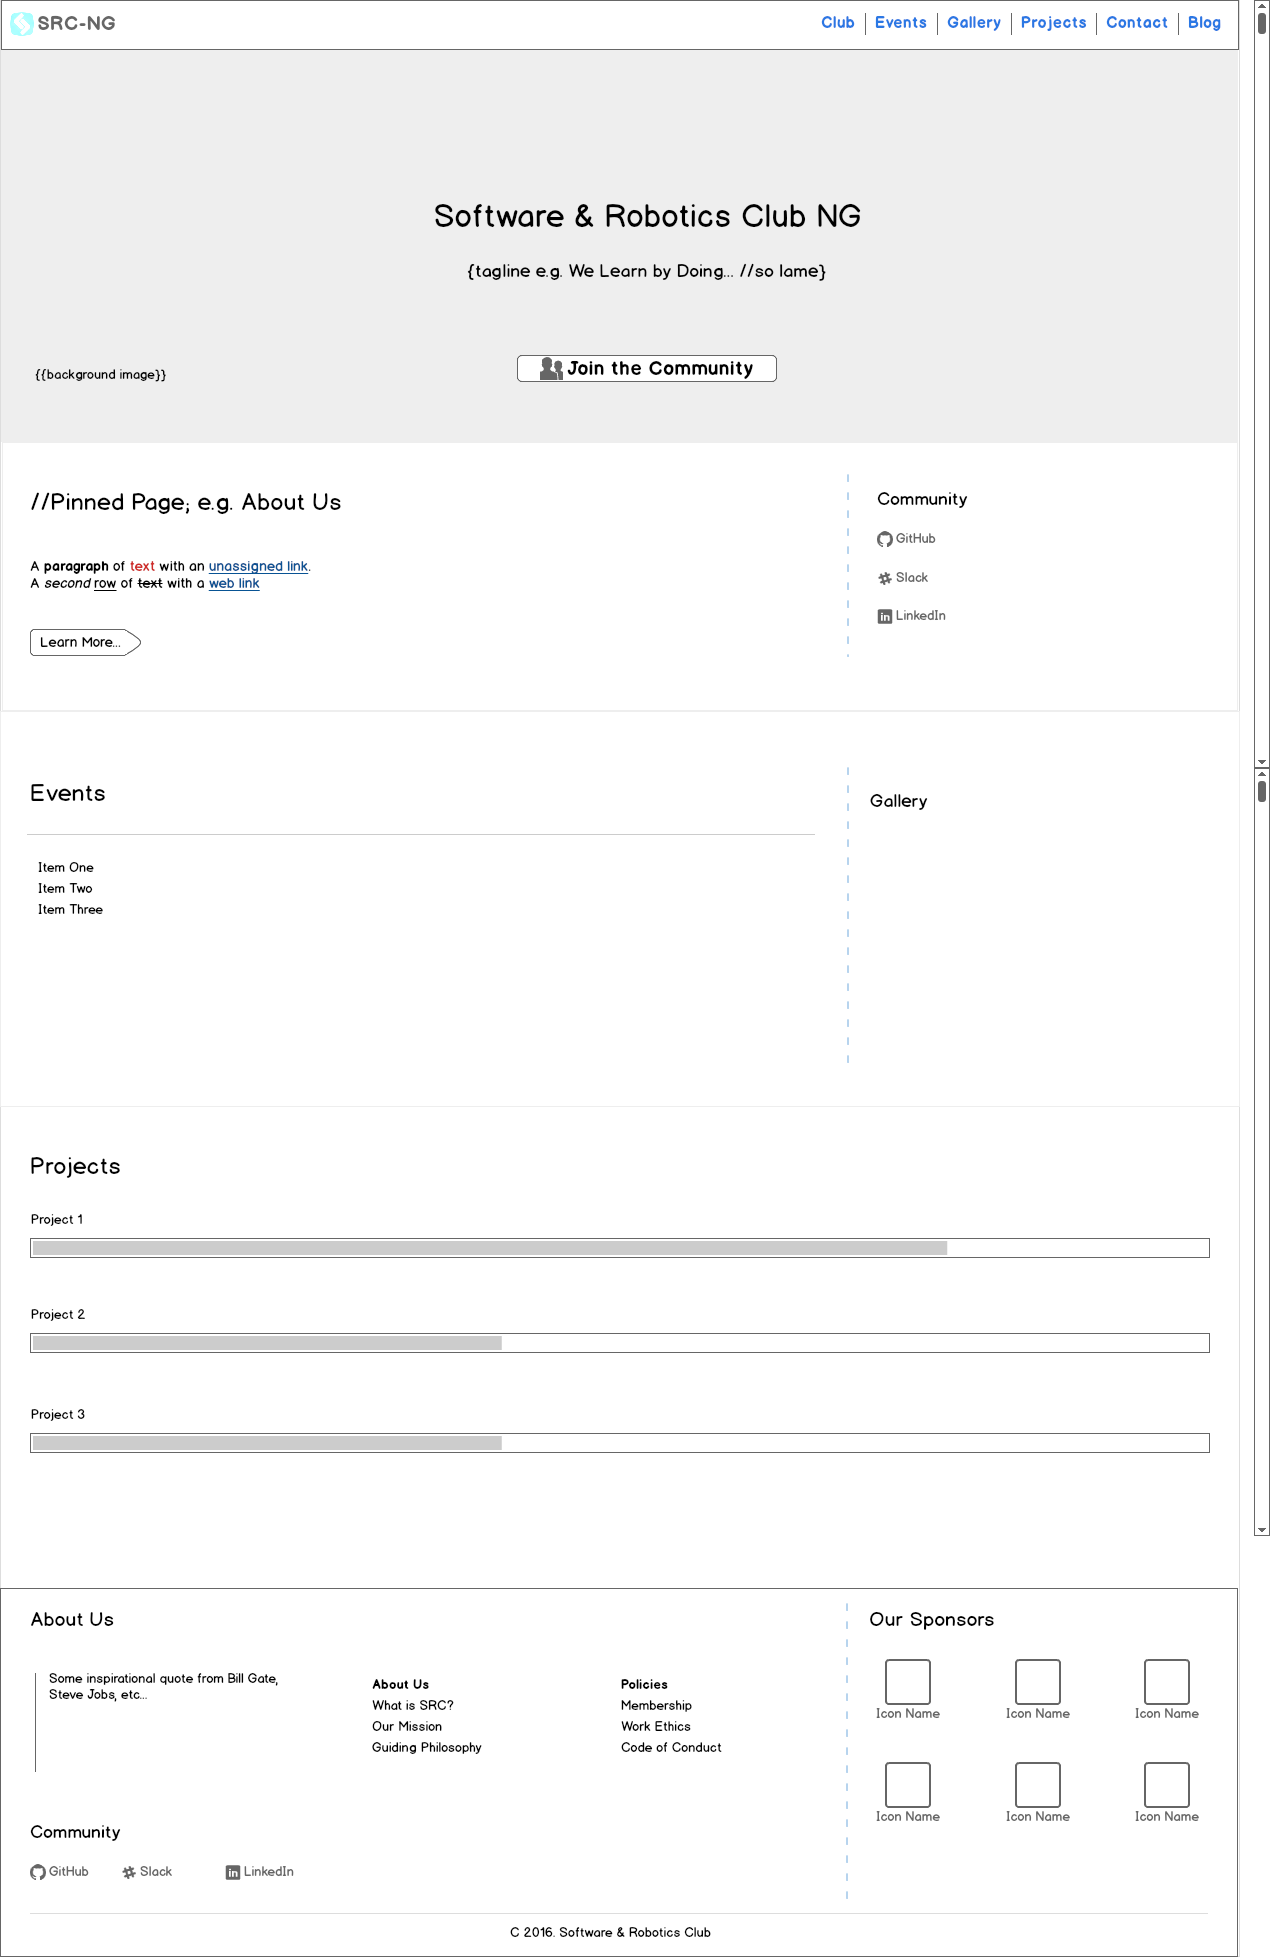 SRC-NG
Club Events Gallery Projects Contact Blog
Software & Robotics Club NG
{tagline e.g. We Learn by Doing... //so lame}
{{background image}}
Join the Community
//Pinned Page; e.g. About Us
A paragraph of text with an unassigned link.
A second row of text with a web link
Learn More...
Community
GitHub
Slack
LinkedIn
Events
Item One
Item Two
Item Three
Gallery
Projects
Project 1
Project 2
Project 3
About Us
Some inspirational quote from Bill Gate,
Steve Jobs, etc...
About Us
What is SRC?
Our Mission
Guiding Philosophy
Policies
Membership
Work Ethics
Code of Conduct
Community
GitHub Slack LinkedIn
Our Sponsors
Icon Name Icon Name Icon Name
Icon Name Icon Name Icon Name
C 2016. Software & Robotics Club